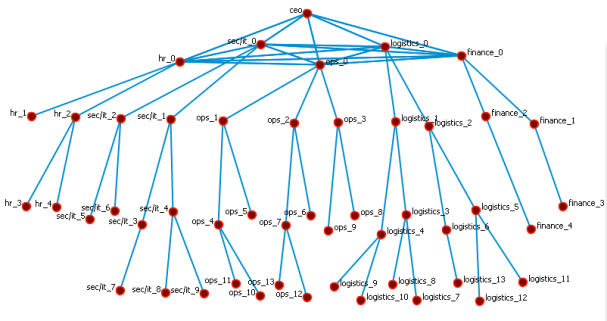 ceo
sec/it_0
logistics_0
hr_0
ops_0
finance_0
hr_1
hr_2
sec/it_2
sec/it_1
ops_1
ops_2
ops_3
logistics_1
logistics_2
finance_2
finance_1
hr_3
hr_4
sec/it_5
sec/it_6
sec/it_3
sec/it_4
ops_4
ops_5
ops_7
ops_6
ops_9
ops_8
logistics_4
logistics_3
logistics_6
logistics_5
finance_4
finance_3
sec/it_7
sec/it_8
sec/it_9
ops_11
ops_10
ops_13
ops_12
logistics_9
logistics_10
logistics_8
logistics_7
logistics_13
logistics_12
logistics_11